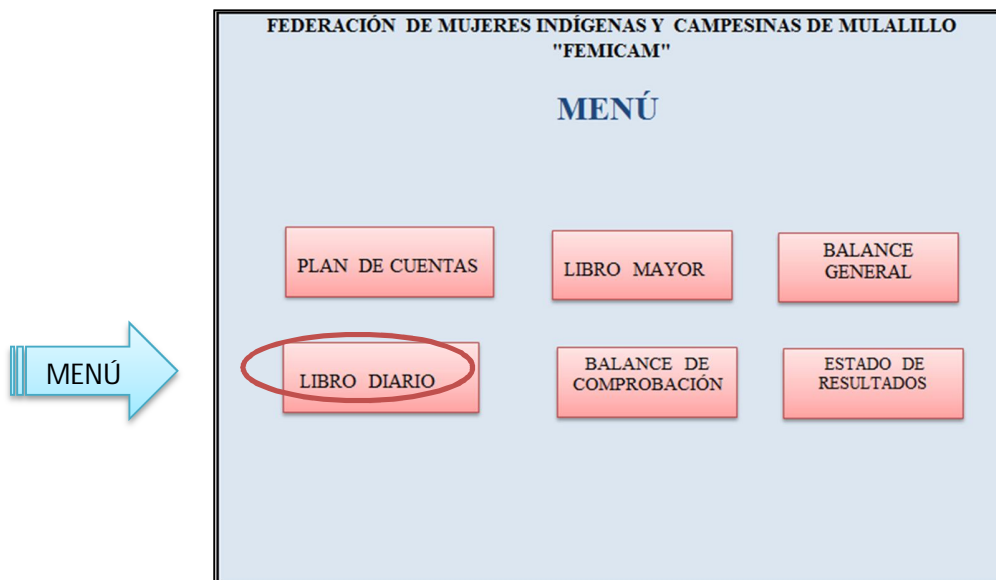 FEDERACIÓN DE MUJERES INDÍGENAS Y CAMPESINAS DE MULALILLO
"FEMICAM"
MENÚ
PLAN DE CUENTAS
LIBRO MAYOR
BALANCE
GENERAL
MENÚ
LIBRO DIARIO
BALANCE DE
COMPROBACIÓN
ESTADO DE
RESULTADOS